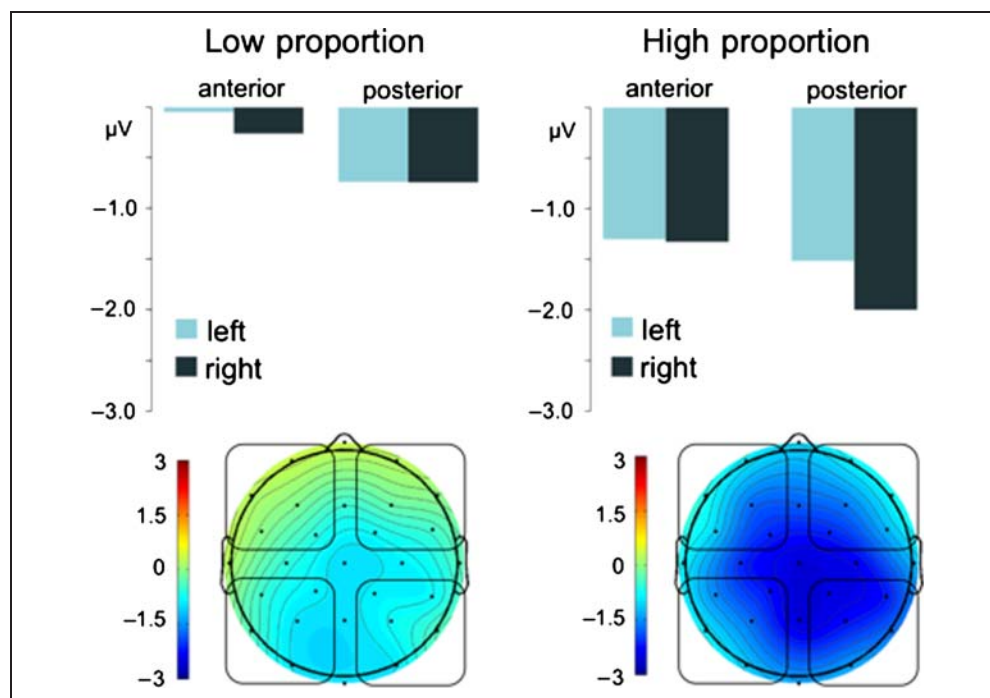 Low proportion
anterior posterior
µV
–1.0
–2.0
–3.0
left
right
3
1.5
0
–1.5
–3
High proportion
anterior posterior
µV
–1.0
–2.0
–3.0
left
right
3
1.5
0
–1.5
–3